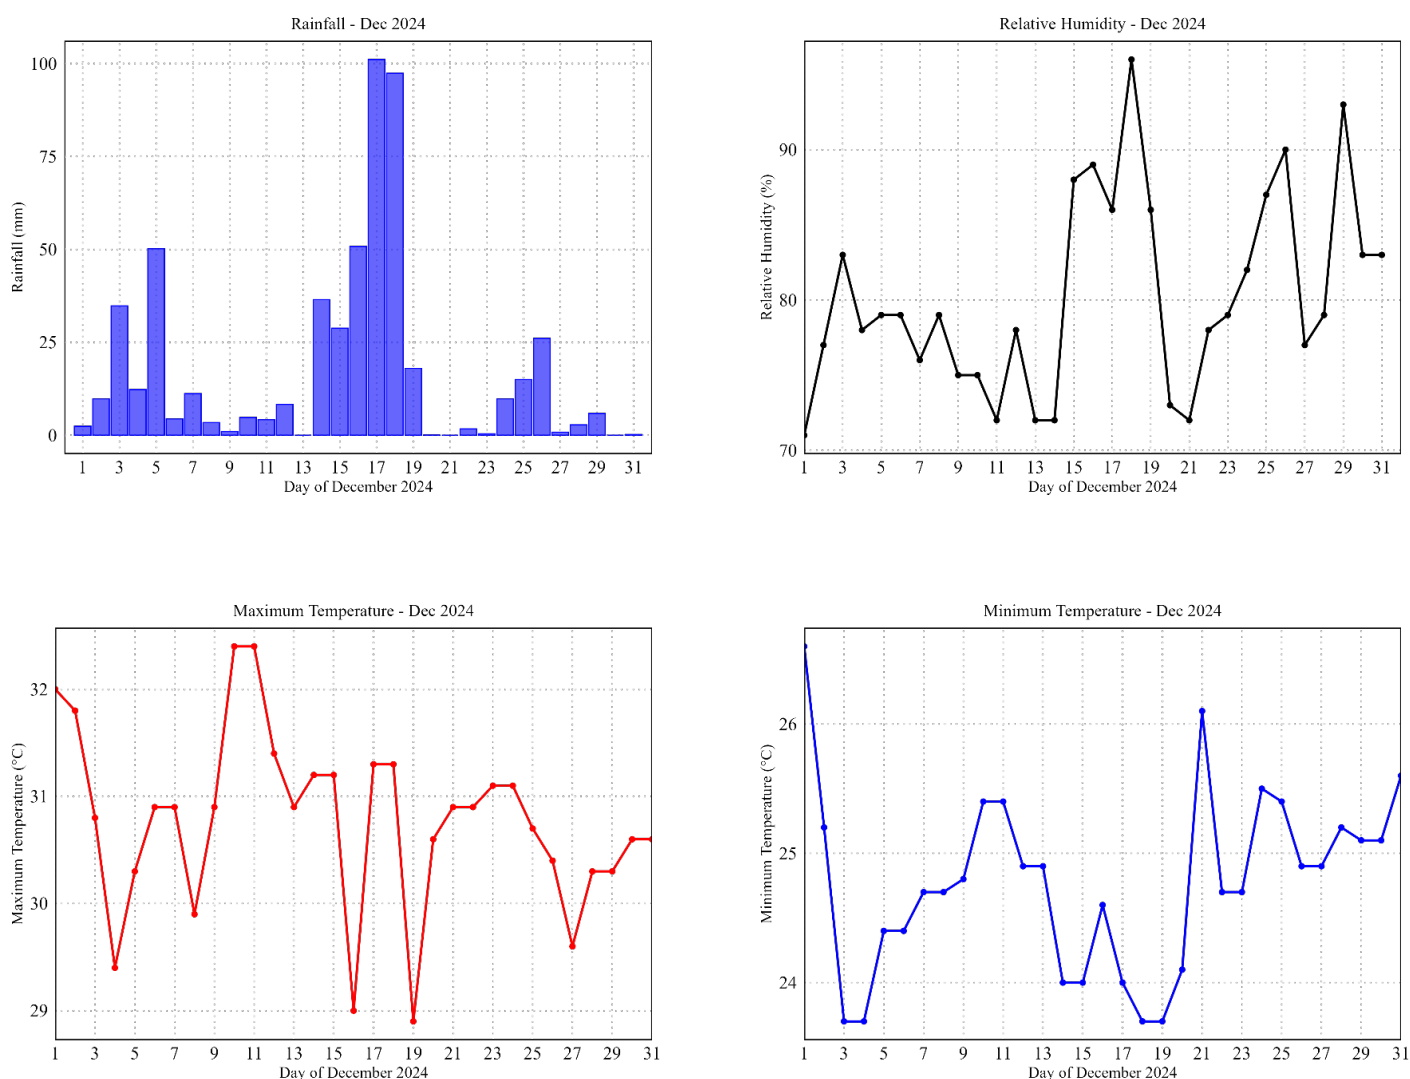 Rainfall - Dec 2024
Rainfall (mm)
100
75
50
25
0
1 3 5 7 9 11 13 15 17 19 21 23 25 27 29 31
Day of December 2024
Relative Humidity - Dec 2024
Relative Humidity (%)
90
80
70
1 3 5 7 9 11 13 15 17 19 21 23 25 27 29 31
Day of December 2024
Maximum Temperature - Dec 2024
Maximum Temperature (°C)
32
31
30
29
1 3 5 7 9 11 13 15 17 19 21 23 25 27 29 31
Day of December 2024
Minimum Temperature - Dec 2024
Minimum Temperature (°C)
26
25
24
1 3 5 7 9 11 13 15 17 19 21 23 25 27 29 31
Day of December 2024